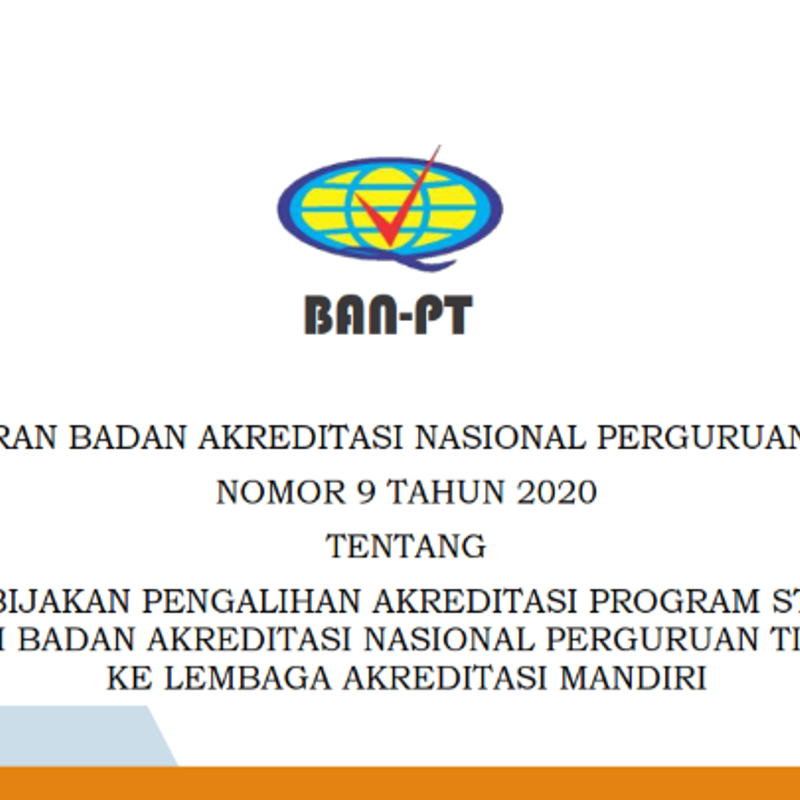 BAN-PT
RAN BADAN AKREDITASI NASIONAL PERGURUAN
NOMOR 9 TAHUN 2020
TENTANG
BIJAKAN PENGALIHAN AKREDITASI PROGRAM ST
I BADAN AKREDITASI NASIONAL PERGURUAN TI
KE LEMBAGA AKREDITASI MANDIRI